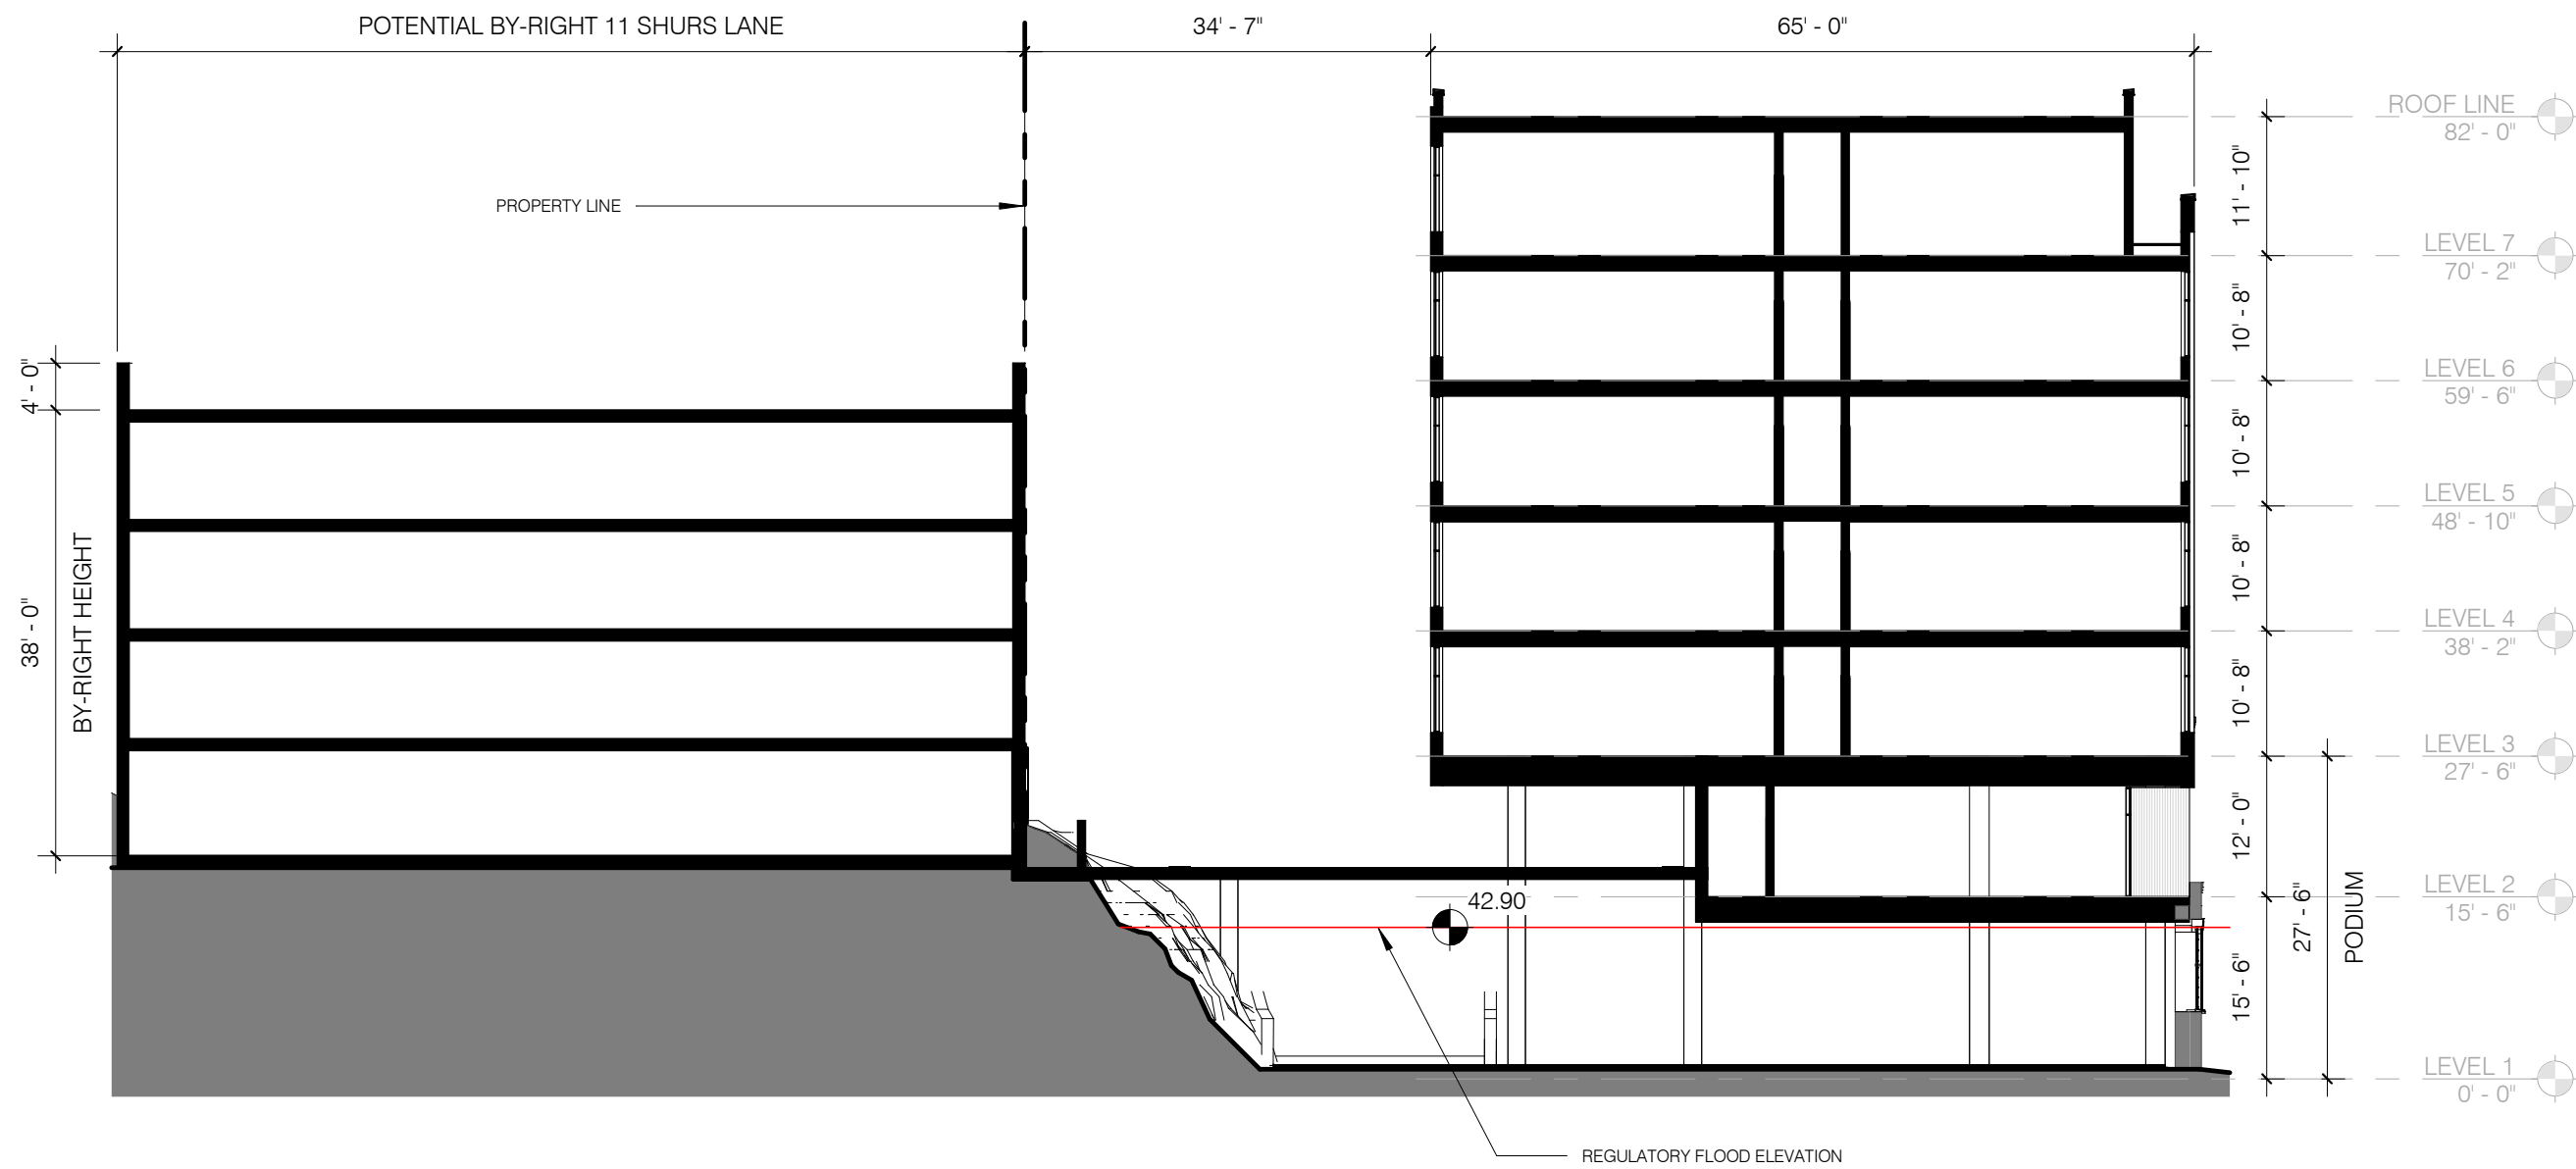 POTENTIAL BY-RIGHT 11 SHURS LANE
34' - 7"
65' - 0"
ROOF LINE
82' - 0"
11' - 10"
PROPERTY LINE
LEVEL 7
70' - 2"
10' - 8"
4' - 0"
LEVEL 6
59' - 6"
10' - 8"
LEVEL 5
48' - 10"
10' - 8"
38' - 0"
BY-RIGHT HEIGHT
LEVEL 4
38' - 2"
10' - 8"
LEVEL 3
27' - 6"
12' - 0"
LEVEL 2
15' - 6"
42.90
27' - 6"
PODIUM
15' - 6"
LEVEL 1
0' - 0"
REGULATORY FLOOD ELEVATION